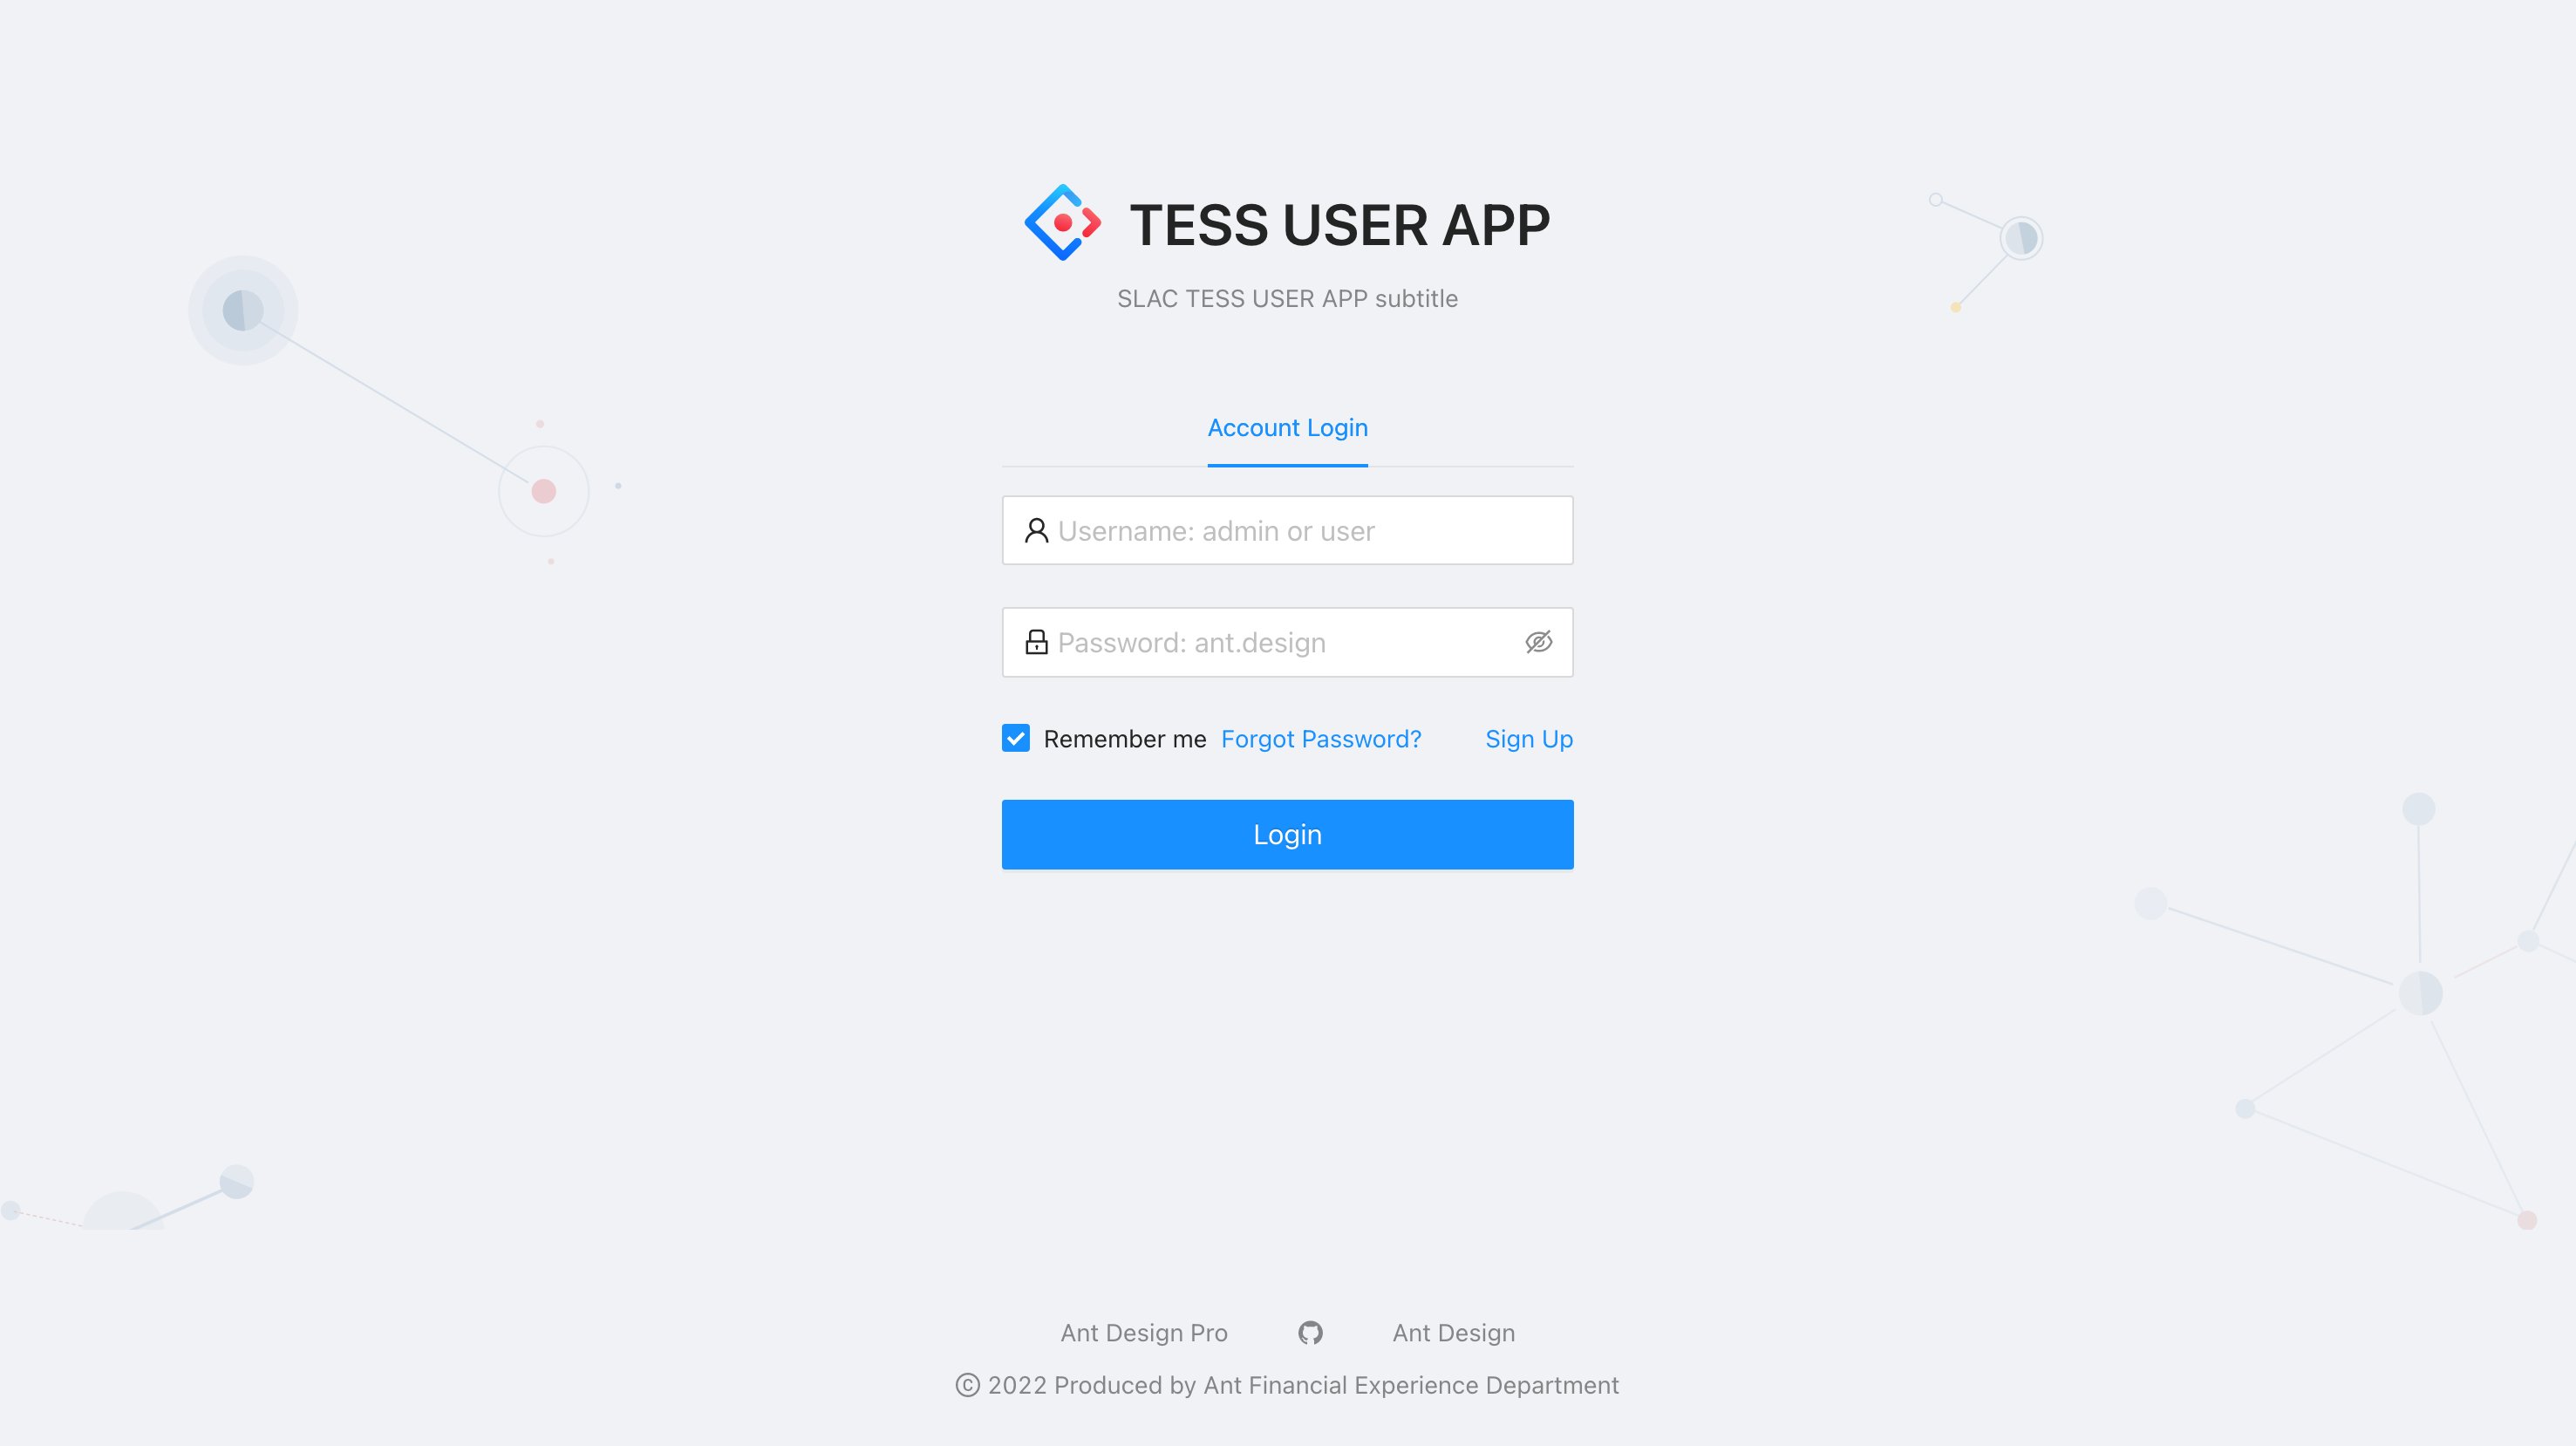 TESS USER APP
SLAC TESS USER APP subtitle
Account Login
Username: admin or user
Password: ant.design
Remember me Forgot Password? Sign Up
Login
Ant Design Pro Ant Design
© 2022 Produced by Ant Financial Experience Department